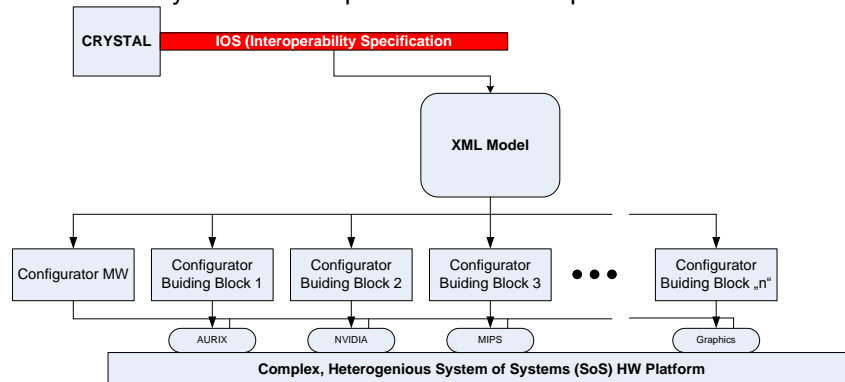 CRYSTAL
IOS (Interoperability Specification
XML Model
Configurator MW
Configurator
Buiding Block 1
Configurator
Buiding Block 2
Configurator
Buiding Block 3
Configurator
Buiding Block „n“
AURIX
NVIDIA
MIPS
Graphics
Complex, Heterogenious System of Systems (SoS) HW Platform